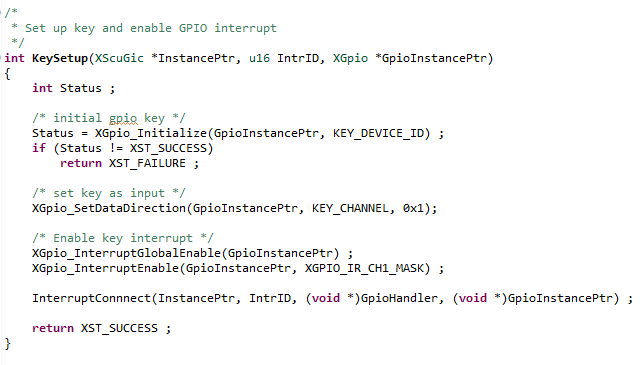 /*
 * Set up key and enable GPIO interrupt
 */
int KeySetup(XScuGic *InstancePtr, u16 IntrID, XGpio *GpioInstancePtr)
{
    int Status ;

    /* initial gpio key */
    Status = XGpio_Initialize(GpioInstancePtr, KEY_DEVICE_ID) ;
    if (Status != XST_SUCCESS)
        return XST_FAILURE ;

    /* set key as input */
    XGpio_SetDataDirection(GpioInstancePtr, KEY_CHANNEL, 0x1);

    /* Enable key interrupt */
    XGpio_InterruptGlobalEnable(GpioInstancePtr) ;
    XGpio_InterruptEnable(GpioInstancePtr, XGPIO_IR_CH1_MASK) ;

    InterruptConnnect(InstancePtr, IntrID, (void *)GpioHandler, (void *)GpioInstancePtr) ;

    return XST_SUCCESS ;
}